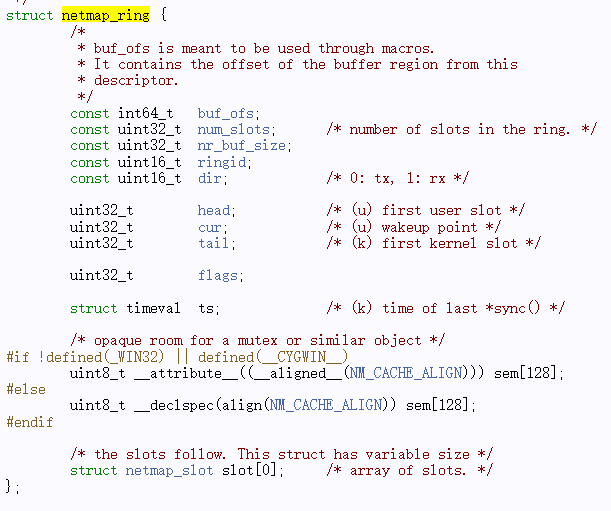 */
struct netmap_ring {
/*
* buf_ofs is meant to be used through macros.
* It contains the offset of the buffer region from this
* descriptor.
*/
const int64_t buf_ofs;
const uint32_t num_slots; /* number of slots in the ring. */
const uint32_t nr_buf_size;
const uint16_t ringid;
const uint16_t dir; /* 0: tx, 1: rx */
uint32_t head; /* (u) first user slot */
uint32_t cur; /* (u) wakeup point */
uint32_t tail; /* (k) first kernel slot */
uint32_t flags;
struct timeval ts; /* (k) time of last *sync() */
/* opaque room for a mutex or similar object */
#if !defined(_WIN32) || defined(__CYGWIN__)
uint8_t __attribute__((__aligned__(NM_CACHE_ALIGN))) sem[128];
#else
uint8_t __declspec(align(NM_CACHE_ALIGN)) sem[128];
#endif
/* the slots follow. This struct has variable size */
struct netmap_slot slot[0]; /* array of slots. */
};